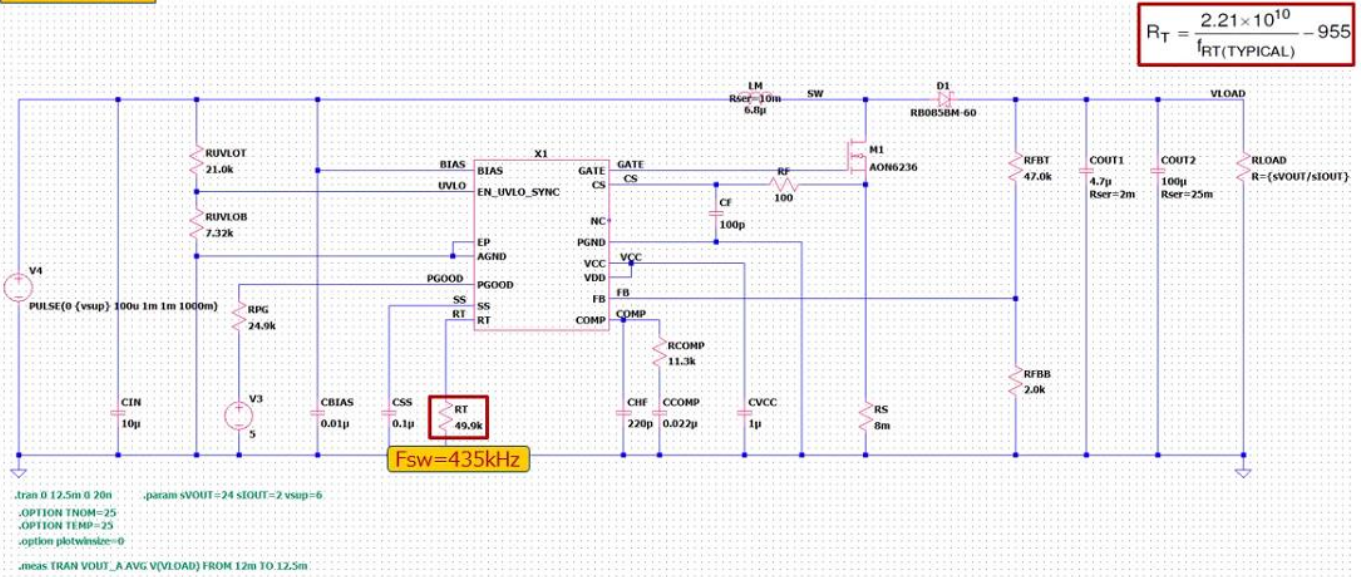 R_T = 2.21×10^10 / f_RT(TYPICAL) − 955
LM
Rser=10m
6.8µ
SW
D1
RB085BM-60
VLOAD
RUVLOT
21.0k
RUVLOB
7.32k
X1
BIAS
BIAS
UVLO
EN_UVLO_SYNC
EP
AGND
PGOOD
PGOOD
SS
SS
RT
RT
GATE
GATE
CS
CS
NC
PGND
VCC
VCC
VDD
FB
FB
COMP
COMP
RF
100
CF
100p
M1
AON6236
RFBT
47.0k
COUT1
4.7µ
Rser=2m
COUT2
100µ
Rser=25m
RLOAD
R={sVOUT/sIOUT}
V4
PULSE(0 {vsup} 100u 1m 1m 1000m)
RPG
24.9k
V3
5
CIN
10µ
CBIAS
0.01µ
CSS
0.1µ
RT
49.9k
Fsw=435kHz
RCOMP
11.3k
CHF
220p
CCOMP
0.022µ
CVCC
1µ
RS
8m
RFBB
2.0k
.tran 0 12.5m 0 20n
.param sVOUT=24 sIOUT=2 vsup=6
.OPTION TNOM=25
.OPTION TEMP=25
.option plotwinsize=0
.meas TRAN VOUT_A AVG V(VLOAD) FROM 12m TO 12.5m